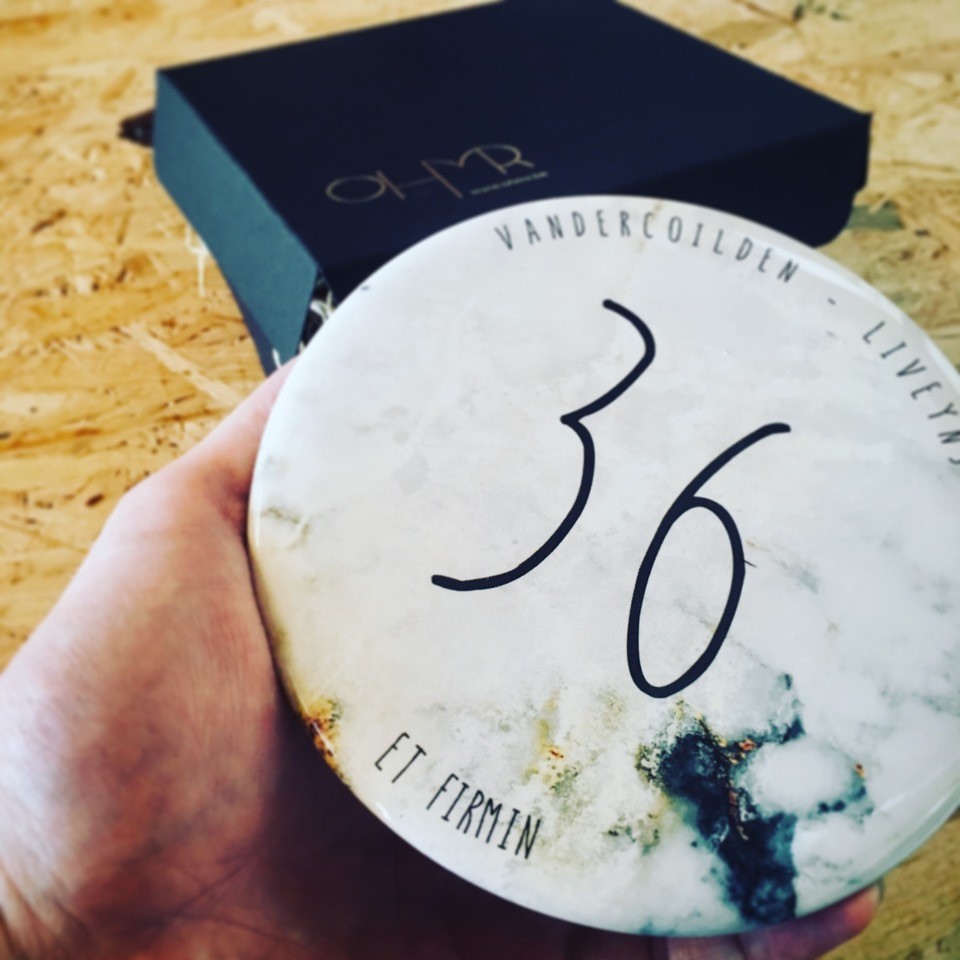 OHMR
VANDERCOILDEN - LIVEYNS
36
ET FIRMIN